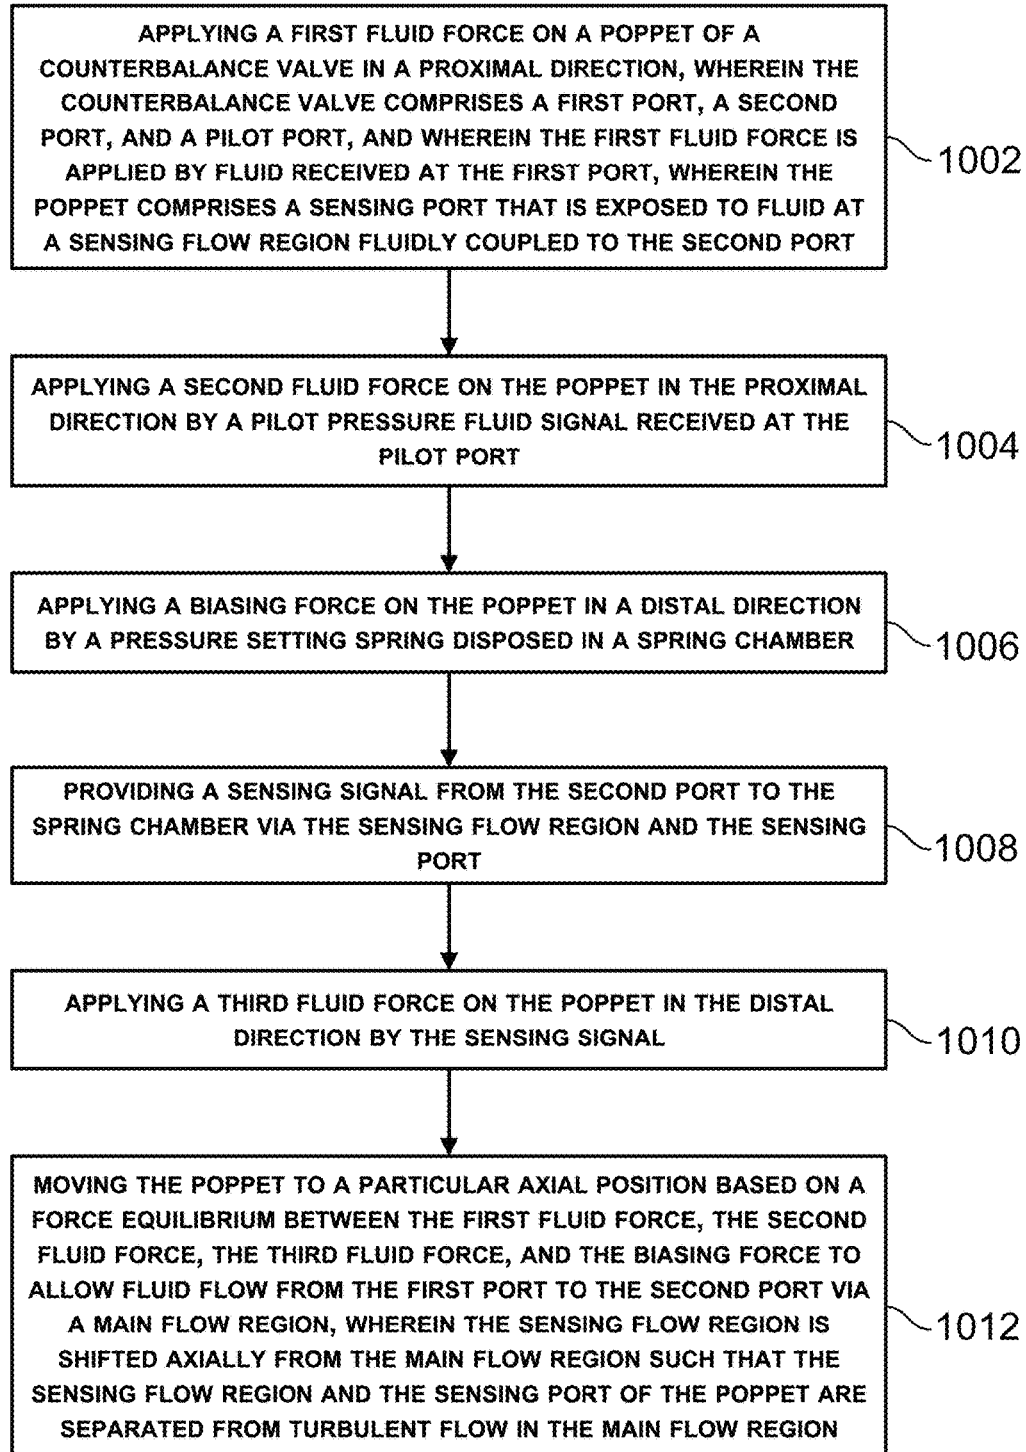 APPLYING A FIRST FLUID FORCE ON A POPPET OF A
COUNTERBALANCE VALVE IN A PROXIMAL DIRECTION, WHEREIN THE
COUNTERBALANCE VALVE COMPRISES A FIRST PORT, A SECOND
PORT, AND A PILOT PORT, AND WHEREIN THE FIRST FLUID FORCE IS
APPLIED BY FLUID RECEIVED AT THE FIRST PORT, WHEREIN THE
POPPET COMPRISES A SENSING PORT THAT IS EXPOSED TO FLUID AT
A SENSING FLOW REGION FLUIDLY COUPLED TO THE SECOND PORT
1002
APPLYING A SECOND FLUID FORCE ON THE POPPET IN THE PROXIMAL
DIRECTION BY A PILOT PRESSURE FLUID SIGNAL RECEIVED AT THE
PILOT PORT
1004
APPLYING A BIASING FORCE ON THE POPPET IN A DISTAL DIRECTION
BY A PRESSURE SETTING SPRING DISPOSED IN A SPRING CHAMBER
1006
PROVIDING A SENSING SIGNAL FROM THE SECOND PORT TO THE
SPRING CHAMBER VIA THE SENSING FLOW REGION AND THE SENSING
PORT
1008
APPLYING A THIRD FLUID FORCE ON THE POPPET IN THE DISTAL
DIRECTION BY THE SENSING SIGNAL
1010
MOVING THE POPPET TO A PARTICULAR AXIAL POSITION BASED ON A
FORCE EQUILIBRIUM BETWEEN THE FIRST FLUID FORCE, THE SECOND
FLUID FORCE, THE THIRD FLUID FORCE, AND THE BIASING FORCE TO
ALLOW FLUID FLOW FROM THE FIRST PORT TO THE SECOND PORT VIA
A MAIN FLOW REGION, WHEREIN THE SENSING FLOW REGION IS
SHIFTED AXIALLY FROM THE MAIN FLOW REGION SUCH THAT THE
SENSING FLOW REGION AND THE SENSING PORT OF THE POPPET ARE
SEPARATED FROM TURBULENT FLOW IN THE MAIN FLOW REGION
1012